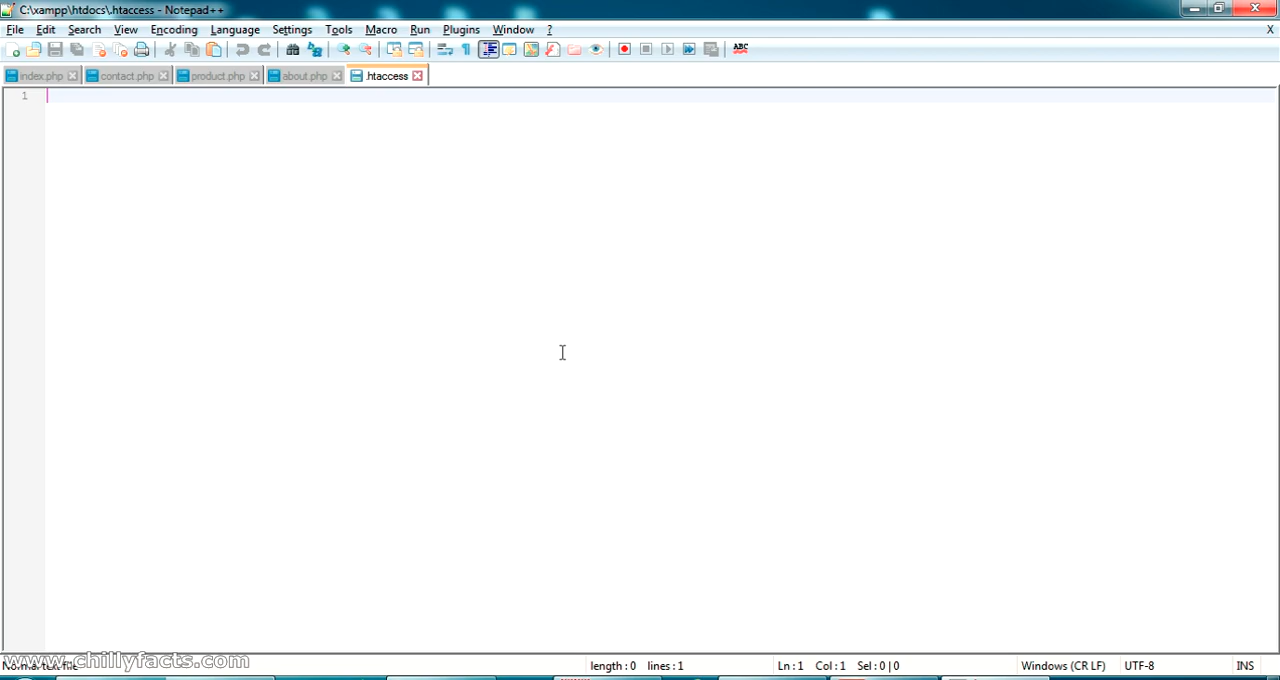 C:\xampp\htdocs\.htaccess - Notepad++
File Edit Search View Encoding Language Settings Tools Macro Run Plugins Window ? X
ABC
index.php contact.php product.php about.php .htaccess
1
length : 0 lines : 1 Ln : 1 Col : 1 Sel : 0 | 0 Windows (CR LF) UTF-8 INS
www.chillyfacts.com